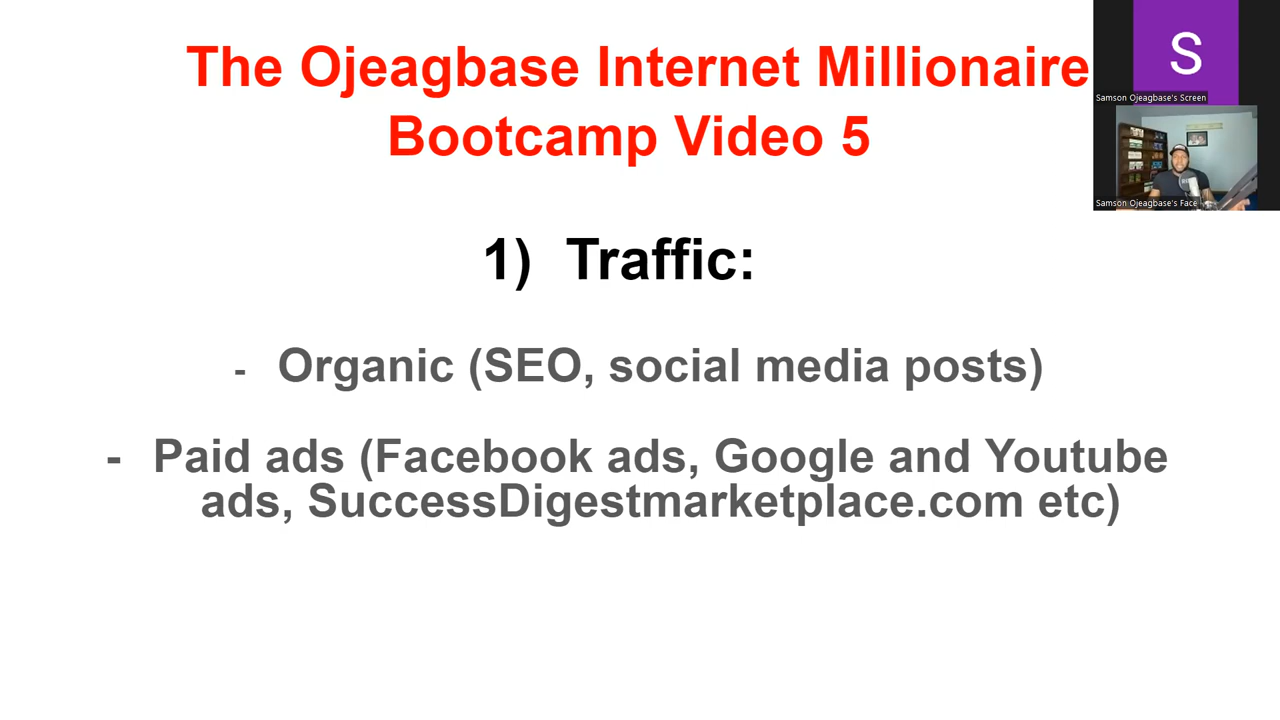 The Ojeagbase Internet Millionaire
Bootcamp Video 5
S
Samson Ojeagbase's Screen
Samson Ojeagbase's Face
1) Traffic:
- Organic (SEO, social media posts)
- Paid ads (Facebook ads, Google and Youtube
ads, SuccessDigestmarketplace.com etc)